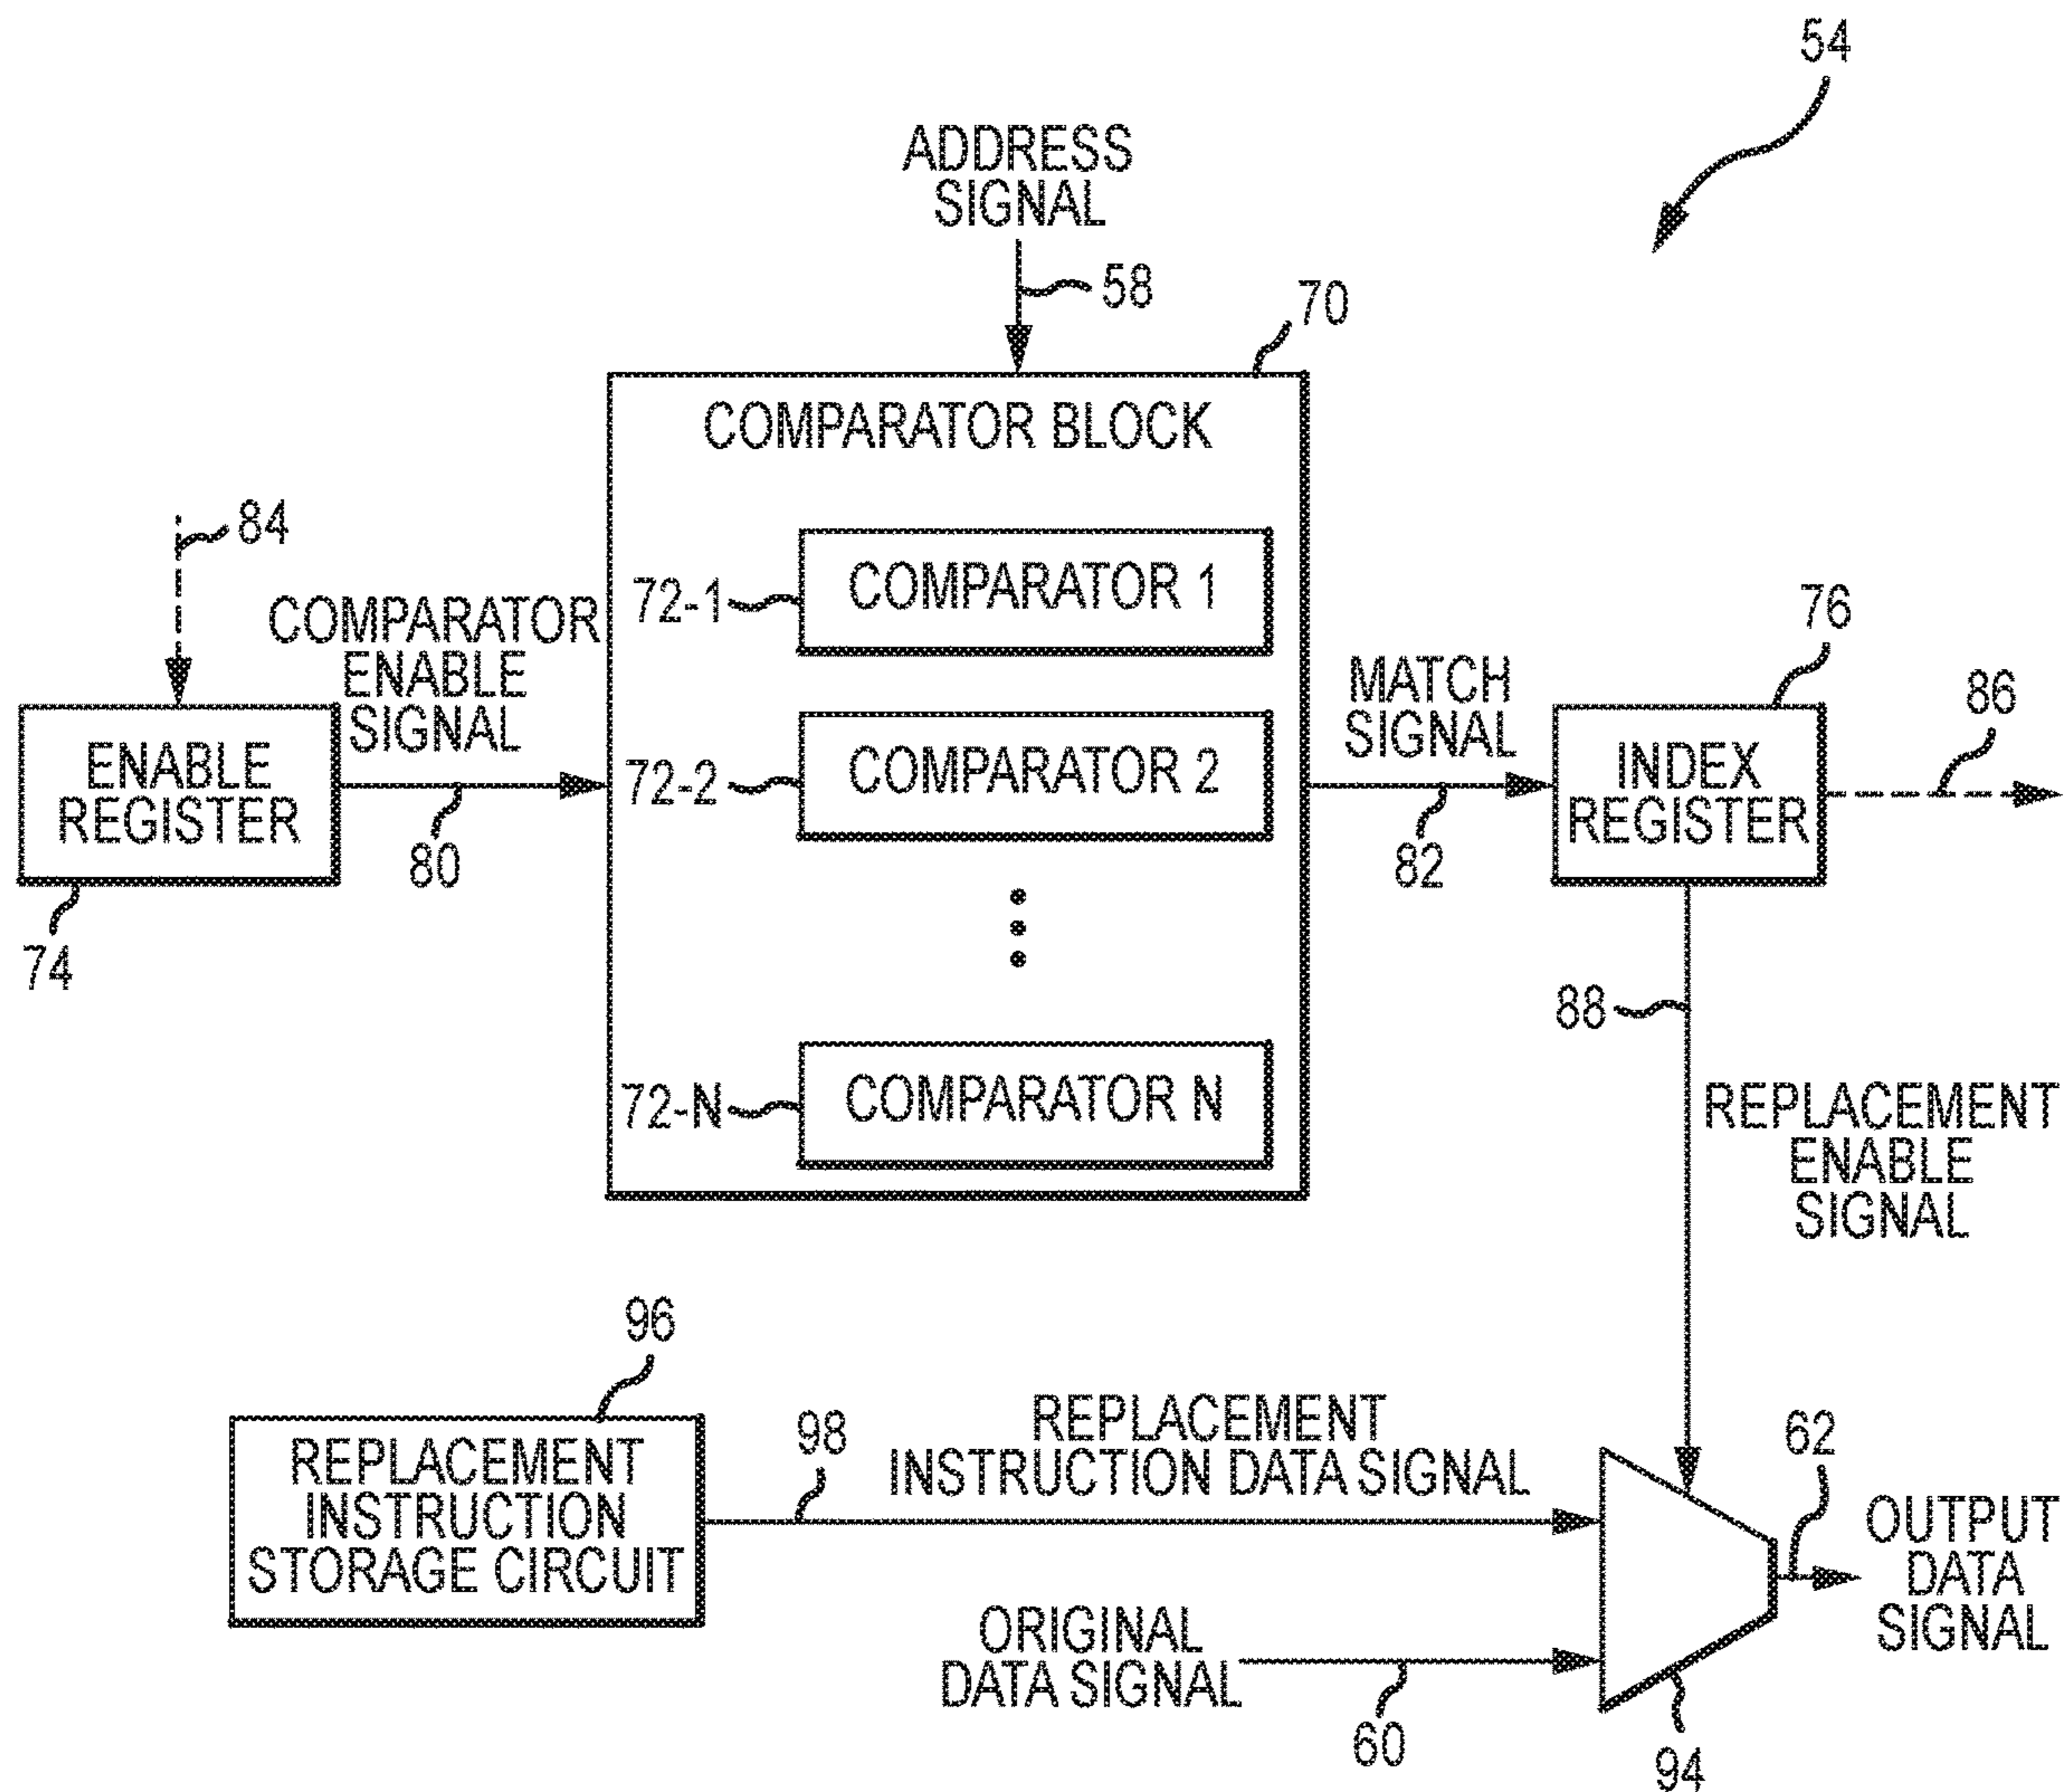 54
ADDRESS
SIGNAL
58
70
COMPARATOR BLOCK
84
COMPARATOR
ENABLE
SIGNAL
72-1
COMPARATOR 1
76
MATCH
SIGNAL
86
ENABLE
REGISTER
72-2
COMPARATOR 2
INDEX
REGISTER
80
82
74
88
72-N
COMPARATOR N
REPLACEMENT
ENABLE
SIGNAL
96
REPLACEMENT
INSTRUCTION
STORAGE CIRCUIT
98
REPLACEMENT
INSTRUCTION DATA SIGNAL
62
OUTPUT
DATA
SIGNAL
ORIGINAL
DATA SIGNAL
60
94